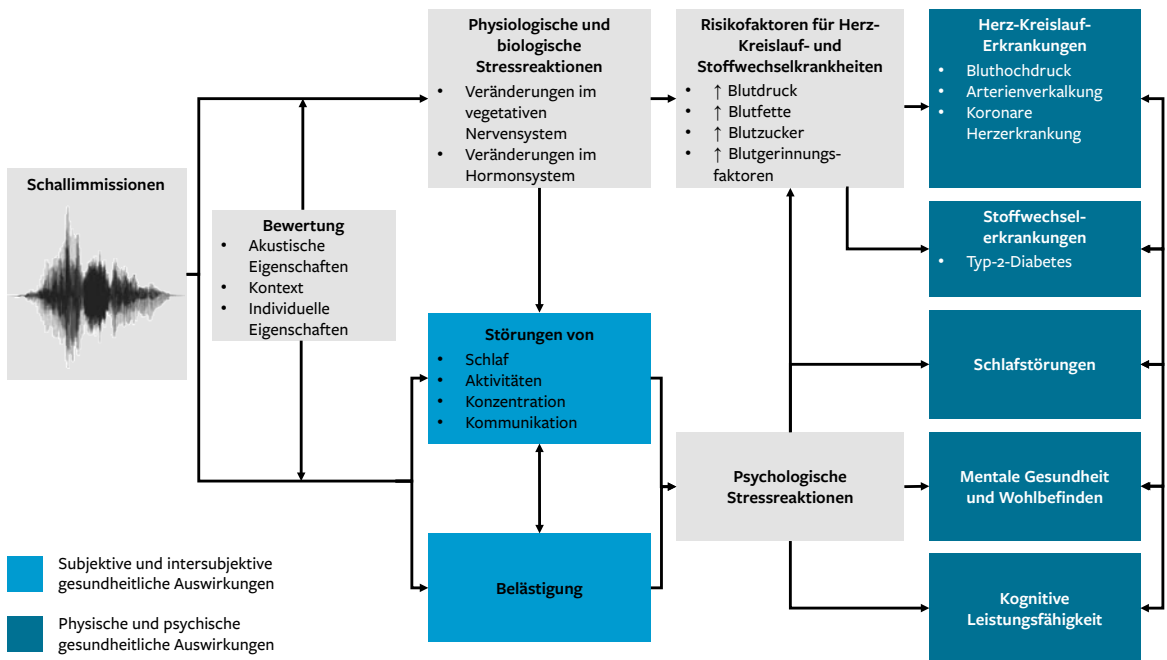 Schallimmissionen
Bewertung
• Akustische
Eigenschaften
• Kontext
• Individuelle
Eigenschaften
Physiologische und
biologische
Stressreaktionen
• Veränderungen im
vegetativen
Nervensystem
• Veränderungen im
Hormonsystem
Störungen von
• Schlaf
• Aktivitäten
• Konzentration
• Kommunikation
Belästigung
Risikofaktoren für Herz-
Kreislauf- und
Stoffwechselkrankheiten
• ↑ Blutdruck
• ↑ Blutfette
• ↑ Blutzucker
• ↑ Blutgerinnungs-
faktoren
Psychologische
Stressreaktionen
Herz-Kreislauf-
Erkrankungen
• Bluthochdruck
• Arterienverkalkung
• Koronare
Herzerkrankung
Stoffwechsel-
erkrankungen
• Typ-2-Diabetes
Schlafstörungen
Mentale Gesundheit
und Wohlbefinden
Kognitive
Leistungsfähigkeit
Subjektive und intersubjektive
gesundheitliche Auswirkungen
Physische und psychische
gesundheitliche Auswirkungen